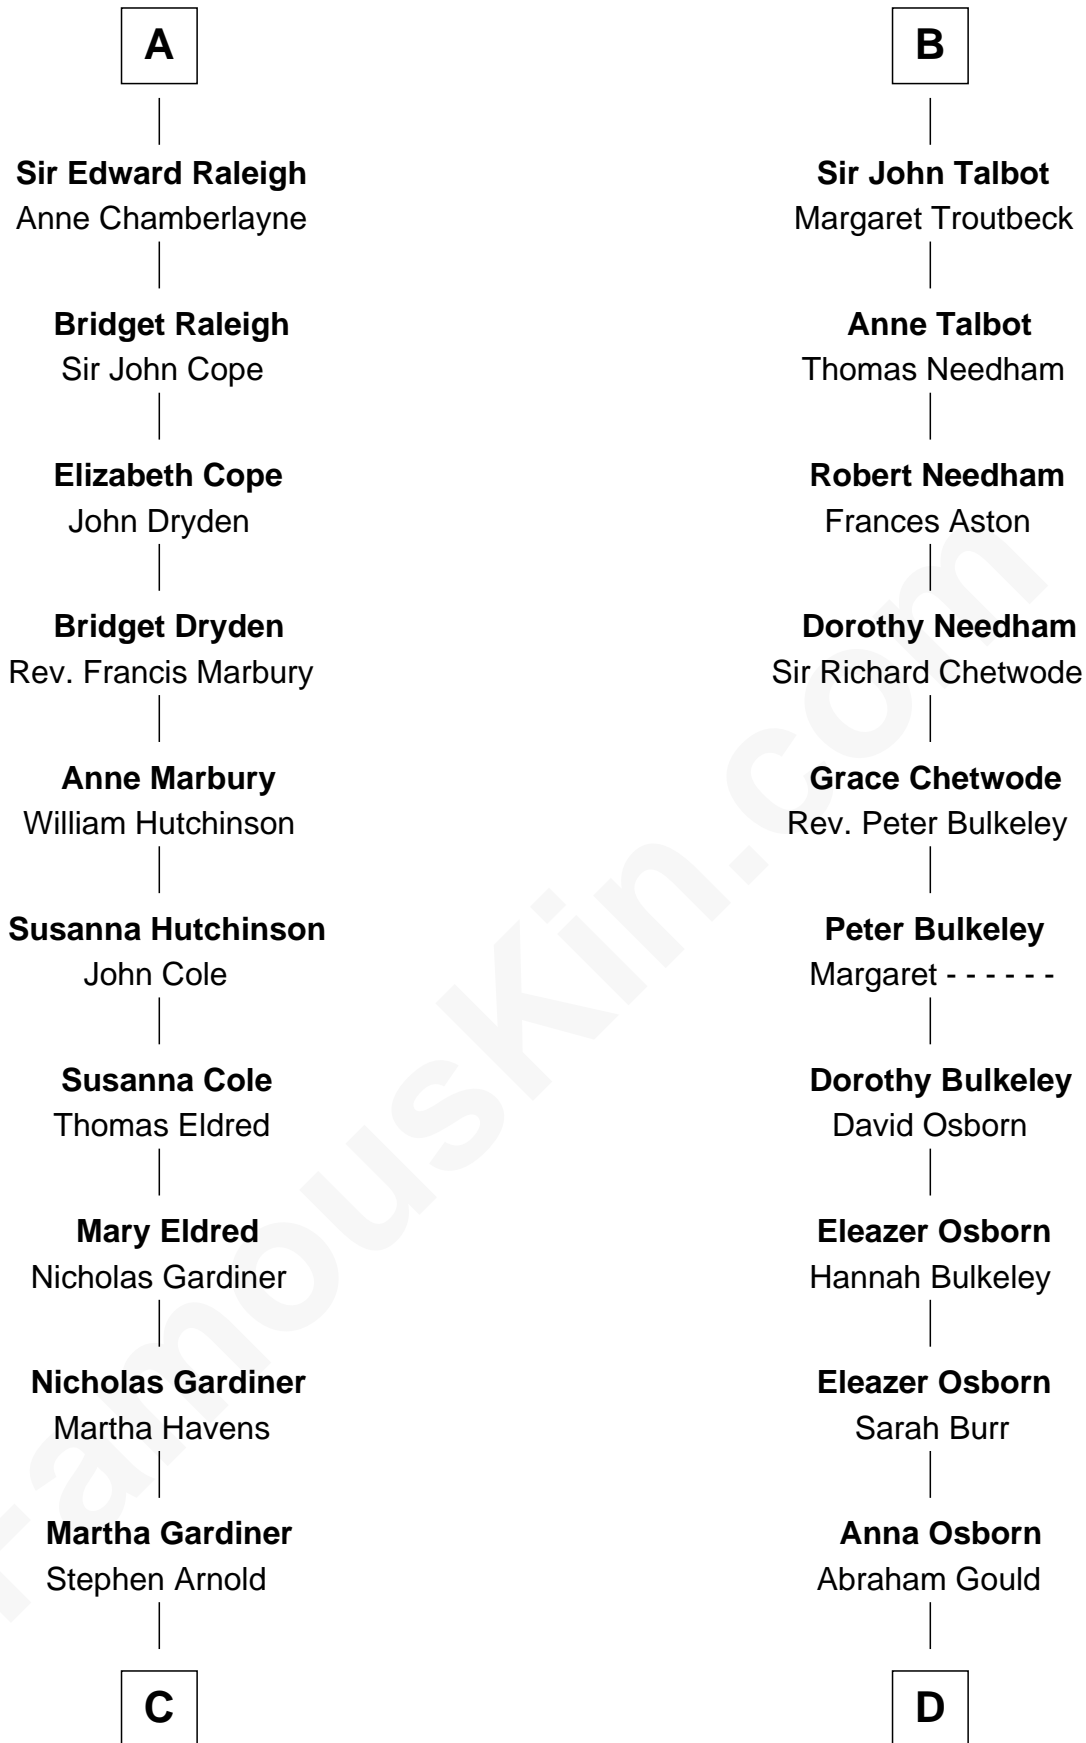 A
Sir Edward Raleigh
Anne Chamberlayne
Bridget Raleigh
Sir John Cope
Elizabeth Cope
John Dryden
Bridget Dryden
Rev. Francis Marbury
Anne Marbury
William Hutchinson
Susanna Hutchinson
John Cole
Susanna Cole
Thomas Eldred
Mary Eldred
Nicholas Gardiner
Nicholas Gardiner
Martha Havens
Martha Gardiner
Stephen Arnold
C
B
Sir John Talbot
Margaret Troutbeck
Anne Talbot
Thomas Needham
Robert Needham
Frances Aston
Dorothy Needham
Sir Richard Chetwode
Grace Chetwode
Rev. Peter Bulkeley
Peter Bulkeley
Margaret - - - - - -
Dorothy Bulkeley
David Osborn
Eleazer Osborn
Hannah Bulkeley
Eleazer Osborn
Sarah Burr
Anna Osborn
Abraham Gould
D
FamousKin.com